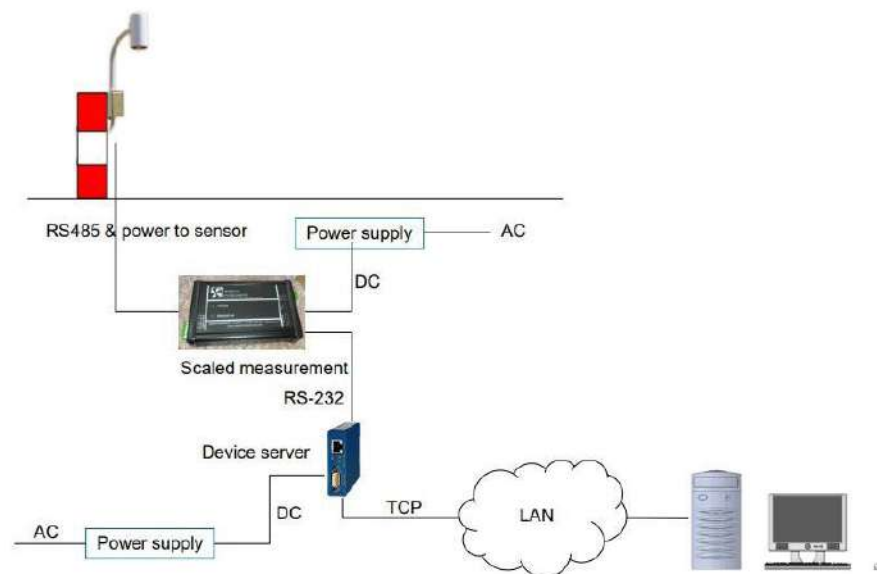 RS485 & power to sensor
Power supply
AC
DC
Scaled measurement
RS-232
Device server
DC
TCP
LAN
AC
Power supply